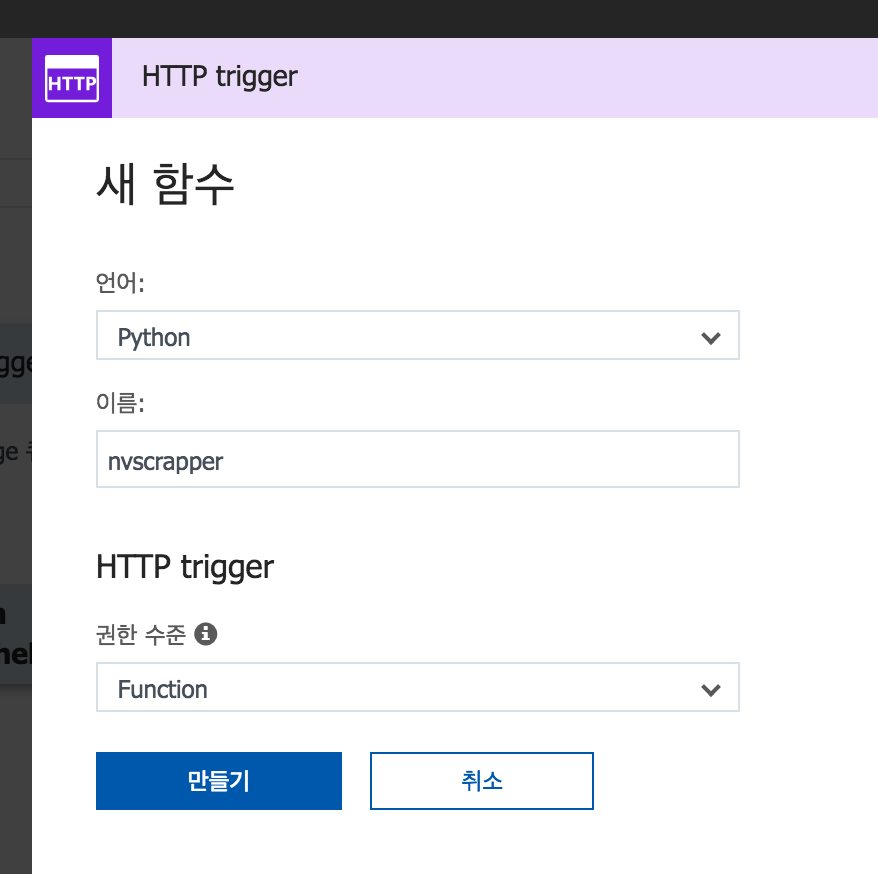 HTTP
HTTP trigger
새 함수
언어:
Python
이름:
nvscrapper
HTTP trigger
권한 수준
Function
만들기
취소